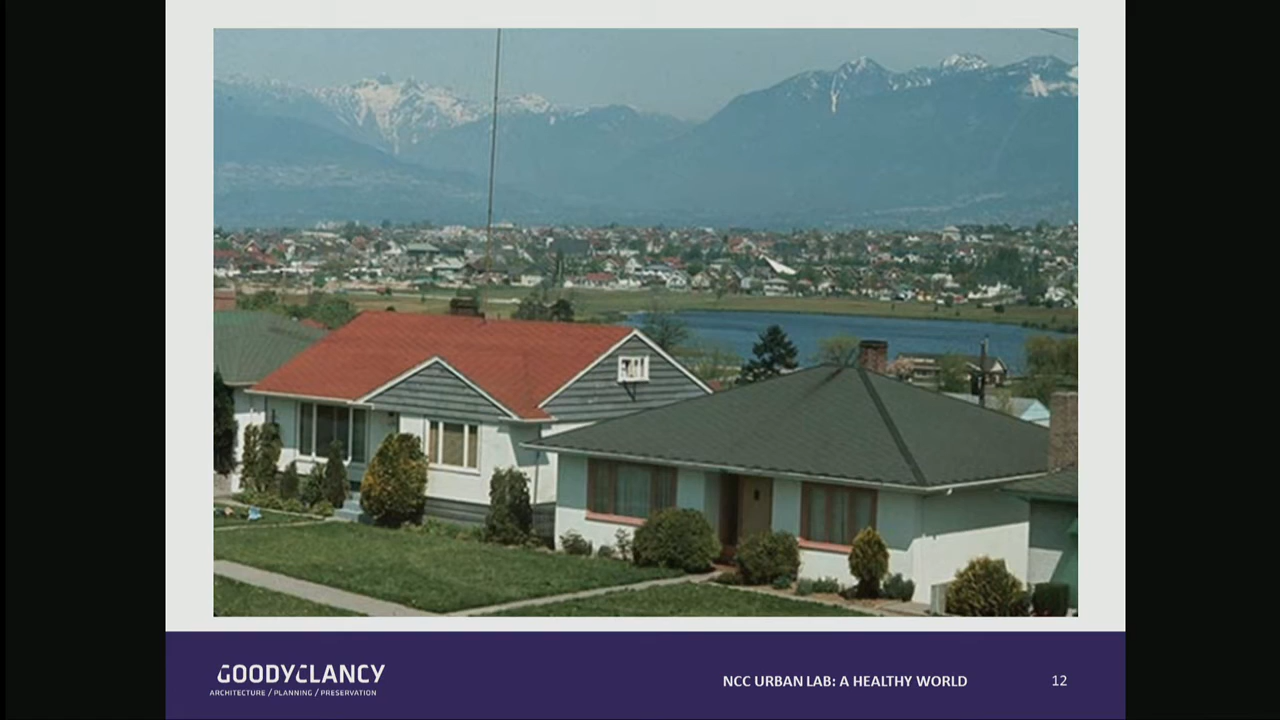 GOODYCLANCY
ARCHITECTURE / PLANNING / PRESERVATION
NCC URBAN LAB: A HEALTHY WORLD
12